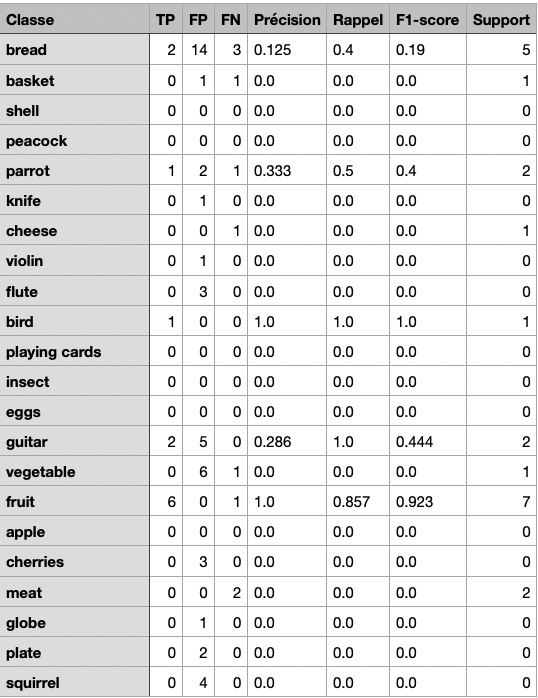 Classe TP FP FN Précision Rappel F1-score Support
bread 2 14 3 0.125 0.4 0.19 5
basket 0 1 1 0.0 0.0 0.0 1
shell 0 0 0 0.0 0.0 0.0 0
peacock 0 0 0 0.0 0.0 0.0 0
parrot 1 2 1 0.333 0.5 0.4 2
knife 0 1 0 0.0 0.0 0.0 0
cheese 0 0 1 0.0 0.0 0.0 1
violin 0 1 0 0.0 0.0 0.0 0
flute 0 3 0 0.0 0.0 0.0 0
bird 1 0 0 1.0 1.0 1.0 1
playing cards 0 0 0 0.0 0.0 0.0 0
insect 0 0 0 0.0 0.0 0.0 0
eggs 0 0 0 0.0 0.0 0.0 0
guitar 2 5 0 0.286 1.0 0.444 2
vegetable 0 6 1 0.0 0.0 0.0 1
fruit 6 0 1 1.0 0.857 0.923 7
apple 0 0 0 0.0 0.0 0.0 0
cherries 0 3 0 0.0 0.0 0.0 0
meat 0 0 2 0.0 0.0 0.0 2
globe 0 1 0 0.0 0.0 0.0 0
plate 0 2 0 0.0 0.0 0.0 0
squirrel 0 4 0 0.0 0.0 0.0 0